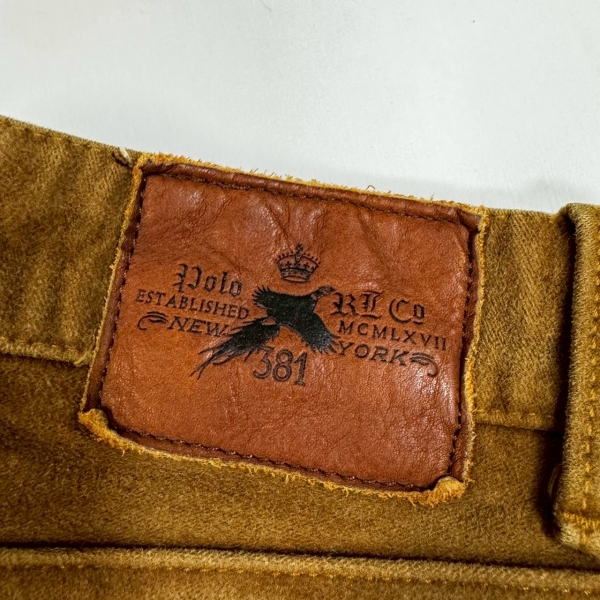 Polo RL Co
ESTABLISHED MCMLXVII
NEW YORK
381